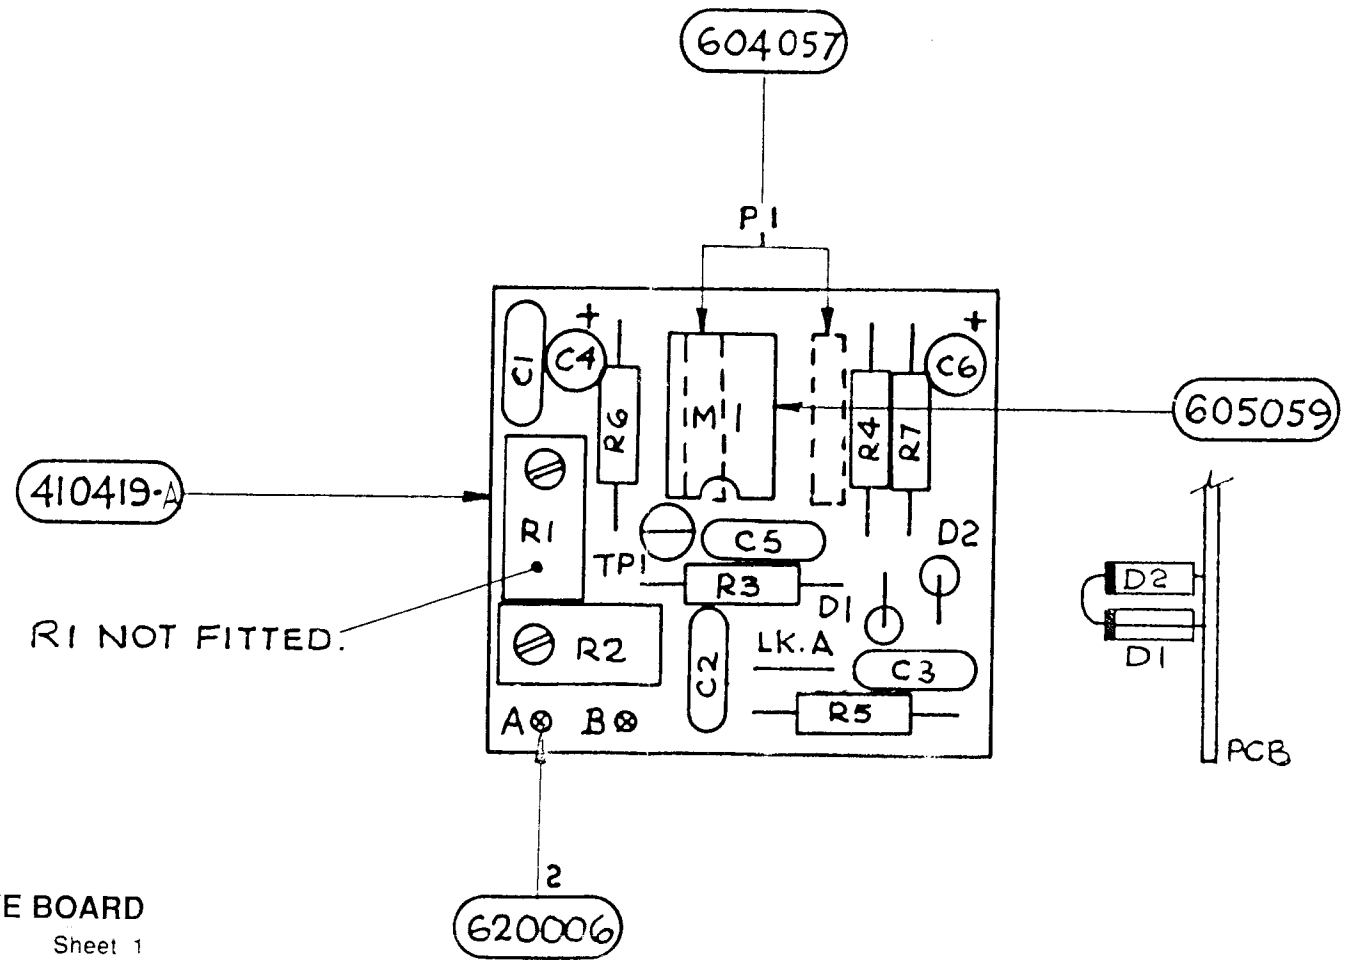 604057
P1
C1
+
C4
R6
M1
R4
R7
+
C6
605059
410419-A
R1
TP1
C5
D2
R3
D1
R1 NOT FITTED.
R2
C2
LK.A
C3
R5
A
B
D2
D1
PCB
2
620006
E BOARD
Sheet 1